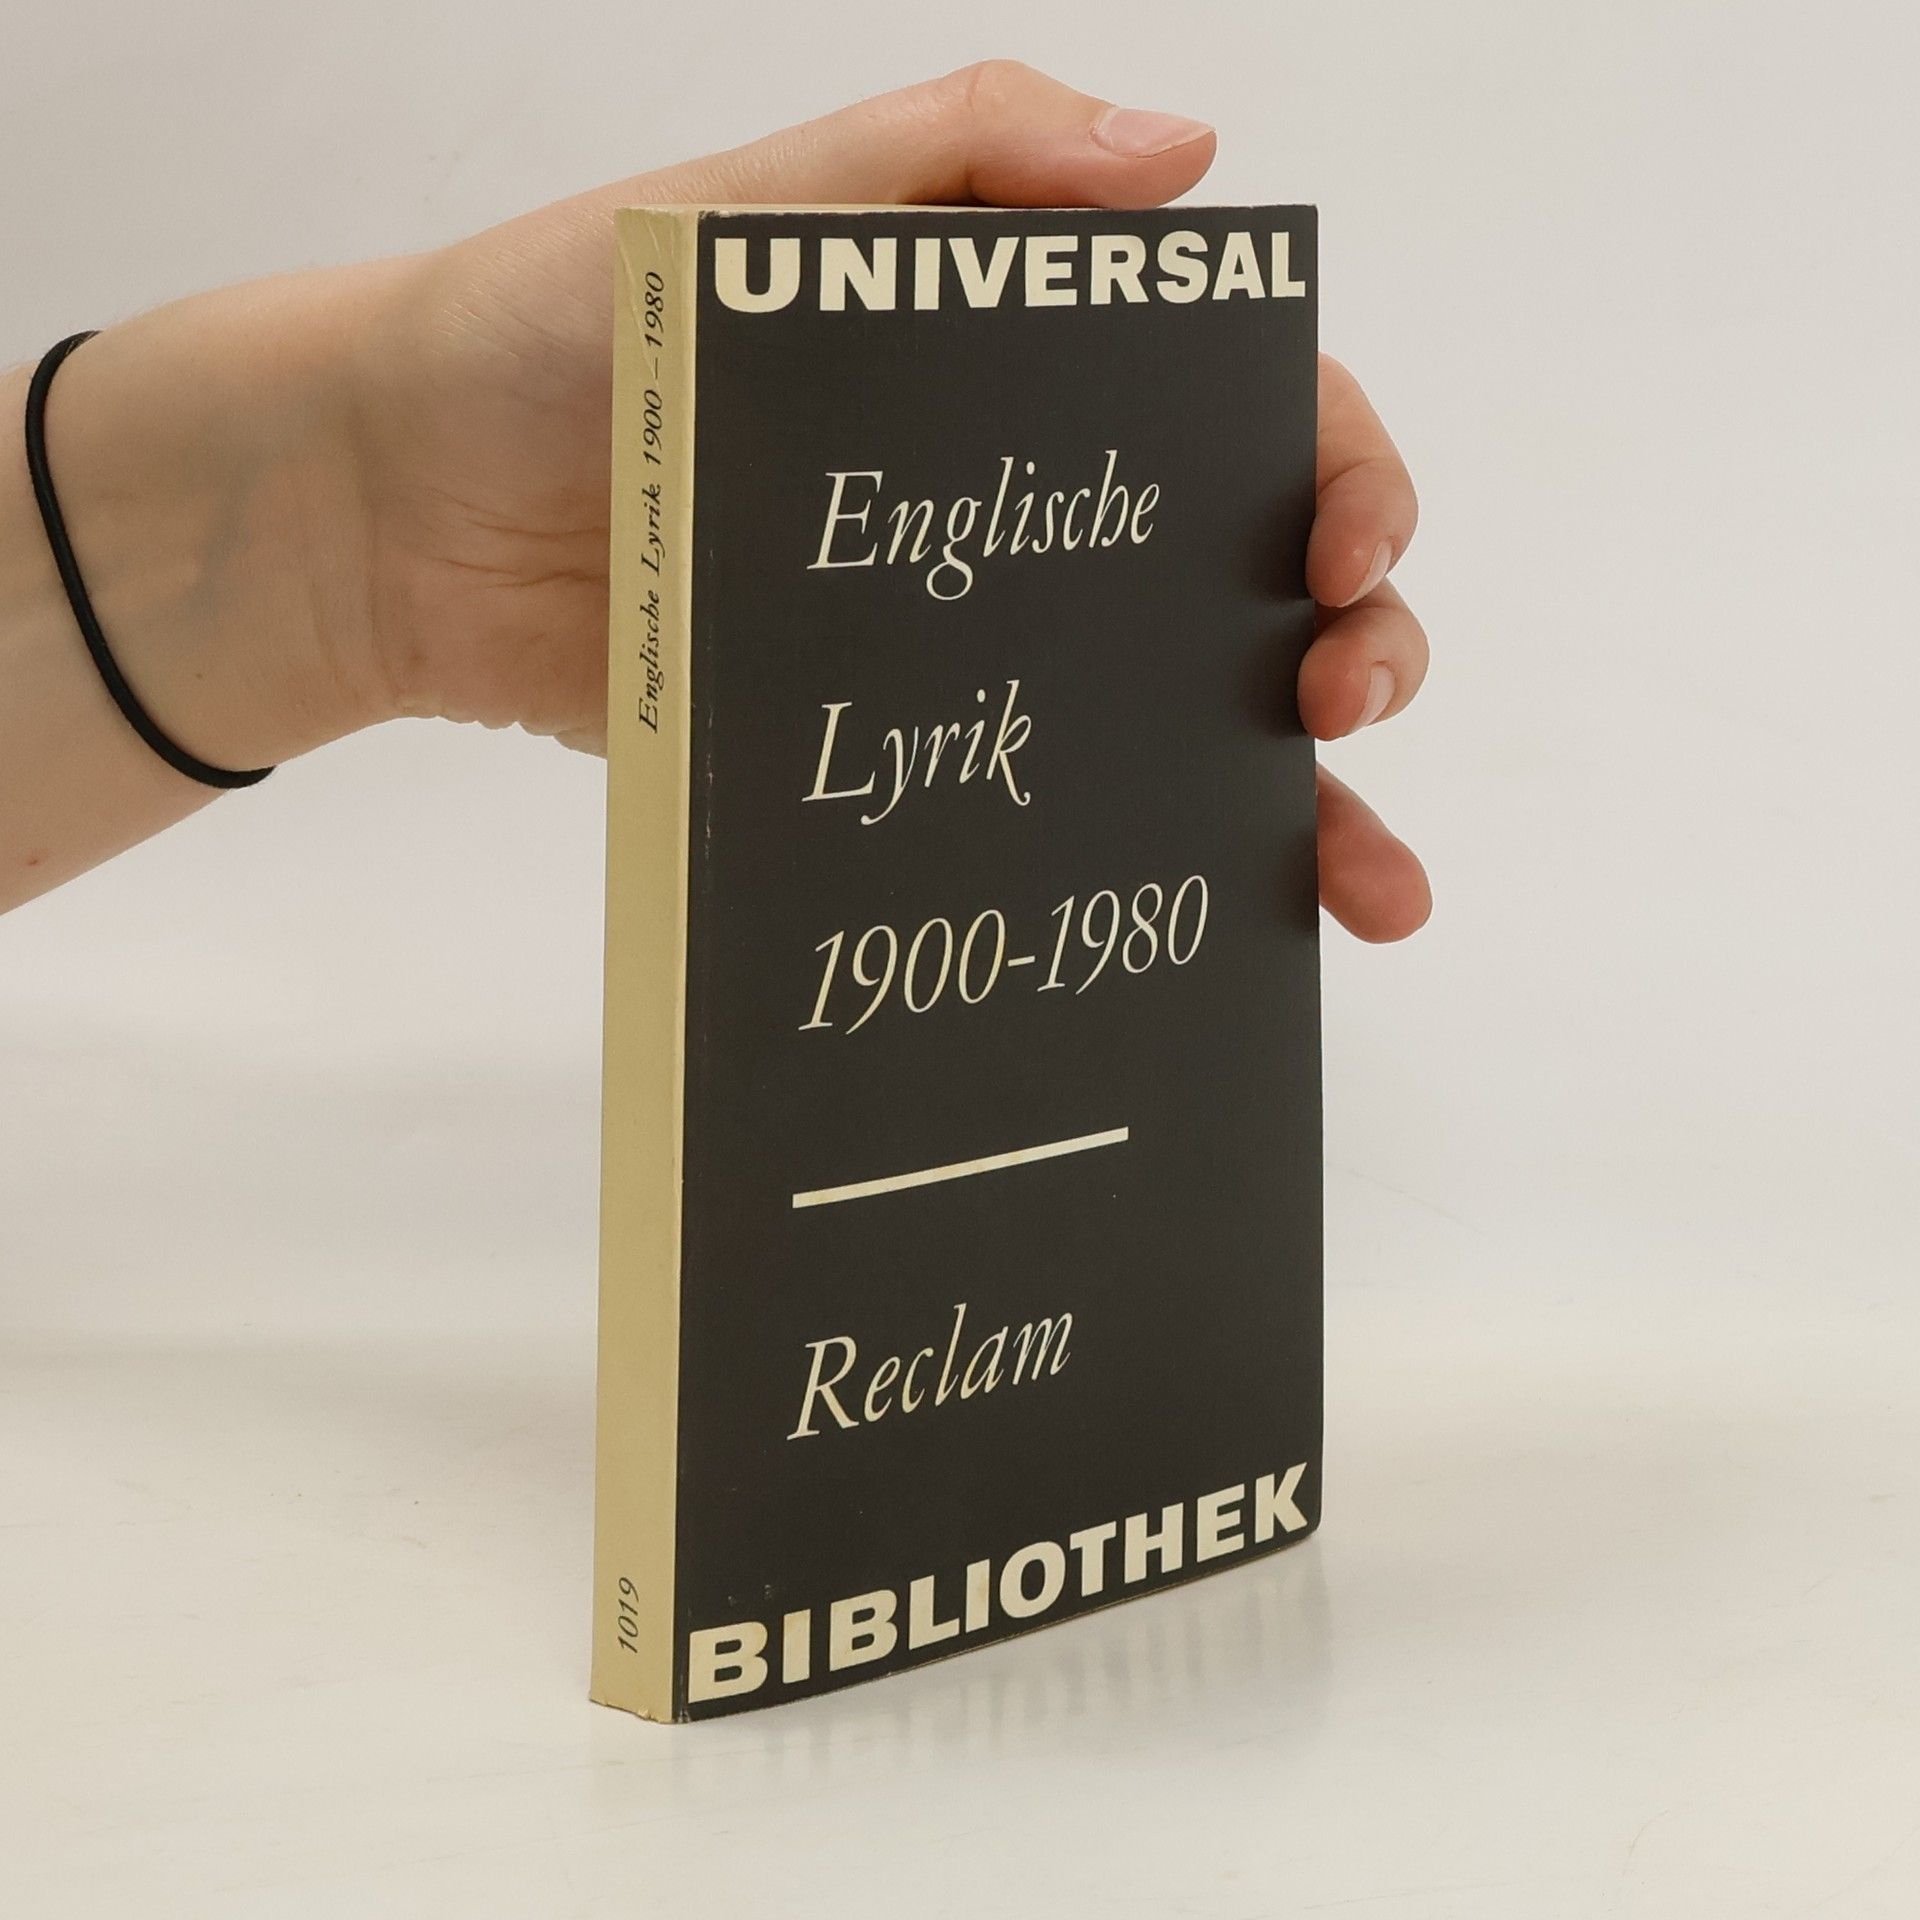 UNIVERSAL
Englische
Lyrik
1900-1980
Reclam
BIBLIOTHEK
Englische Lyrik 1900–1980
1019